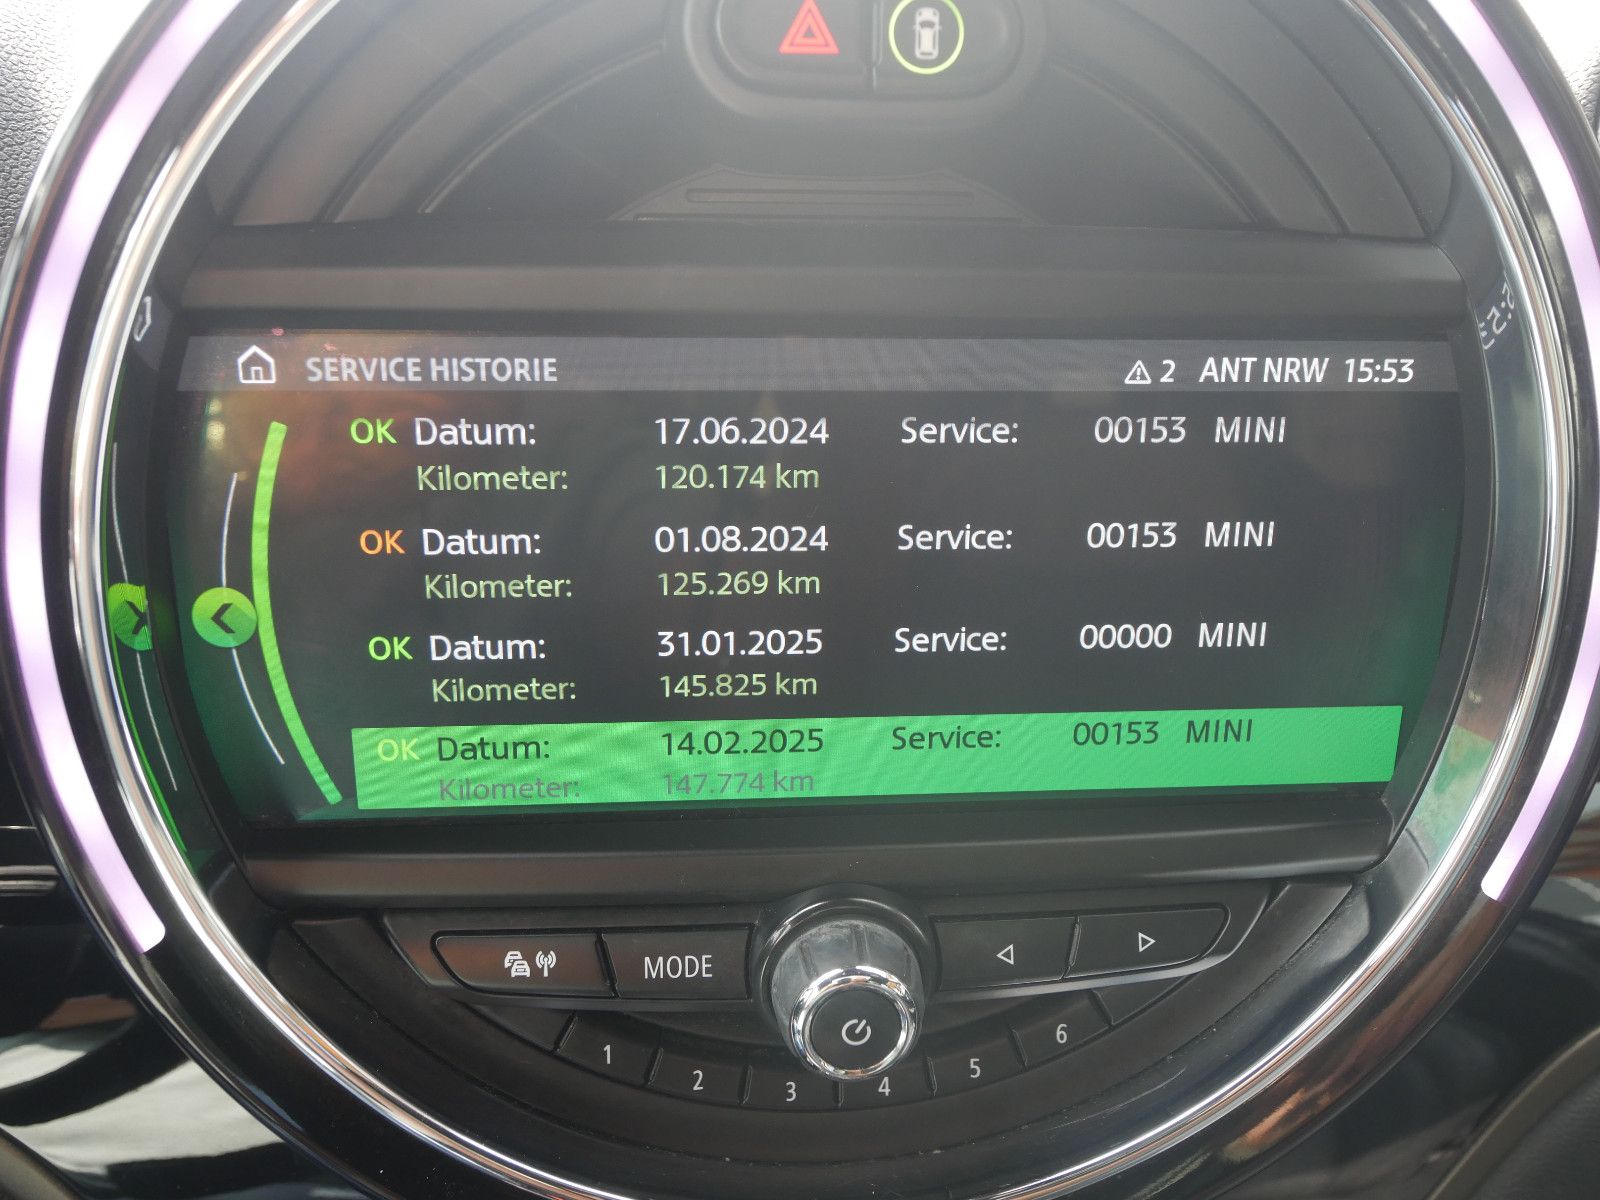 SERVICE HISTORIE 2 ANT NRW 15:53
OK Datum: 17.06.2024 Service: 00153 MINI
Kilometer: 120.174 km
OK Datum: 01.08.2024 Service: 00153 MINI
Kilometer: 125.269 km
OK Datum: 31.01.2025 Service: 00000 MINI
Kilometer: 145.825 km
OK Datum: 14.02.2025 Service: 00153 MINI
Kilometer: 147.774 km
MODE
1 2 3 4 5 6